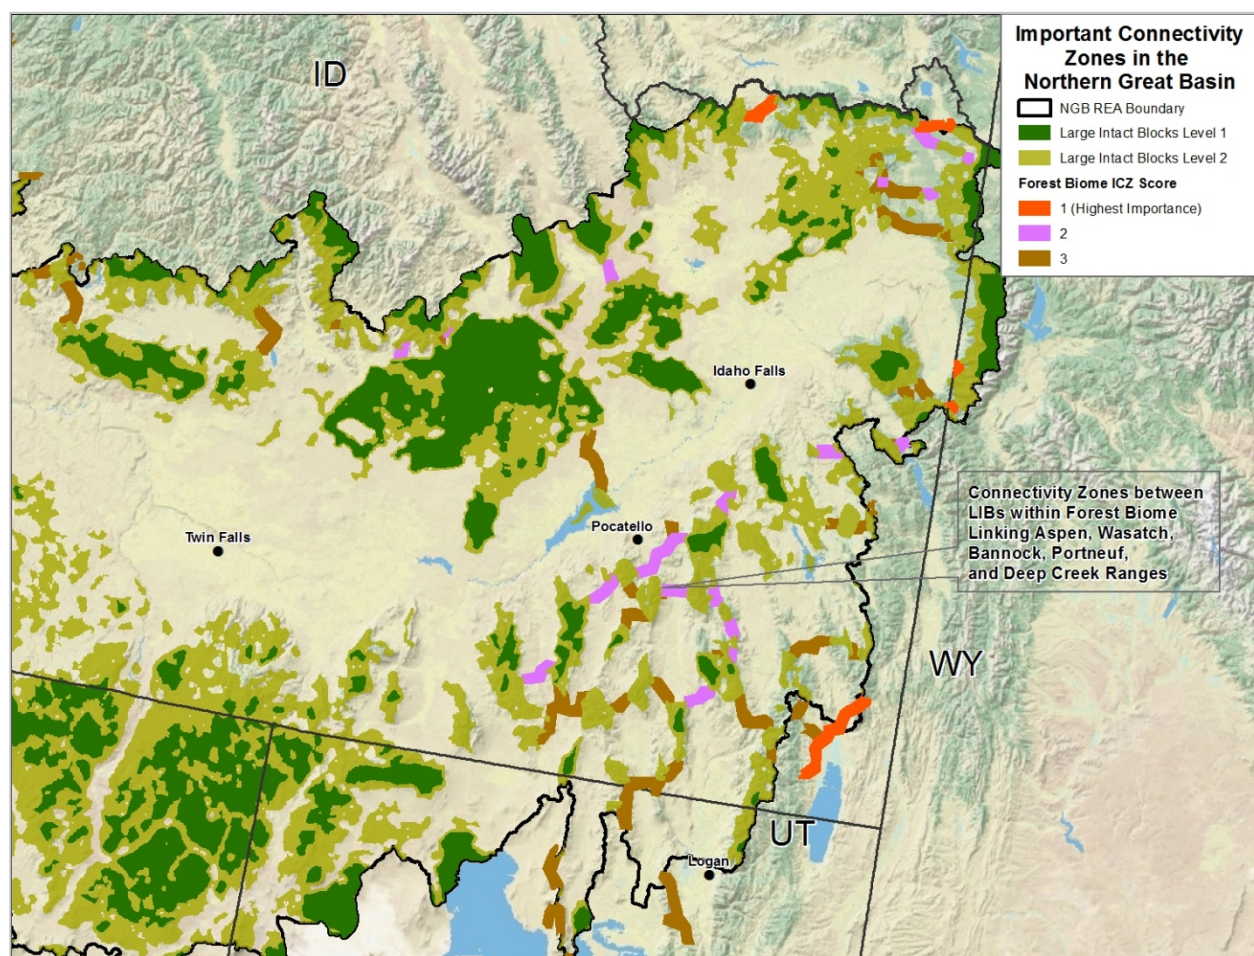 ID
Important Connectivity
Zones in the
Northern Great Basin
NGB REA Boundary
Large Intact Blocks Level 1
Large Intact Blocks Level 2
Forest Biome ICZ Score
1 (Highest Importance)
2
3
Idaho Falls
Connectivity Zones between
LIBs within Forest Biome
Linking Aspen, Wasatch,
Bannock, Portneuf,
and Deep Creek Ranges
Pocatello
Twin Falls
WY
UT
Logan